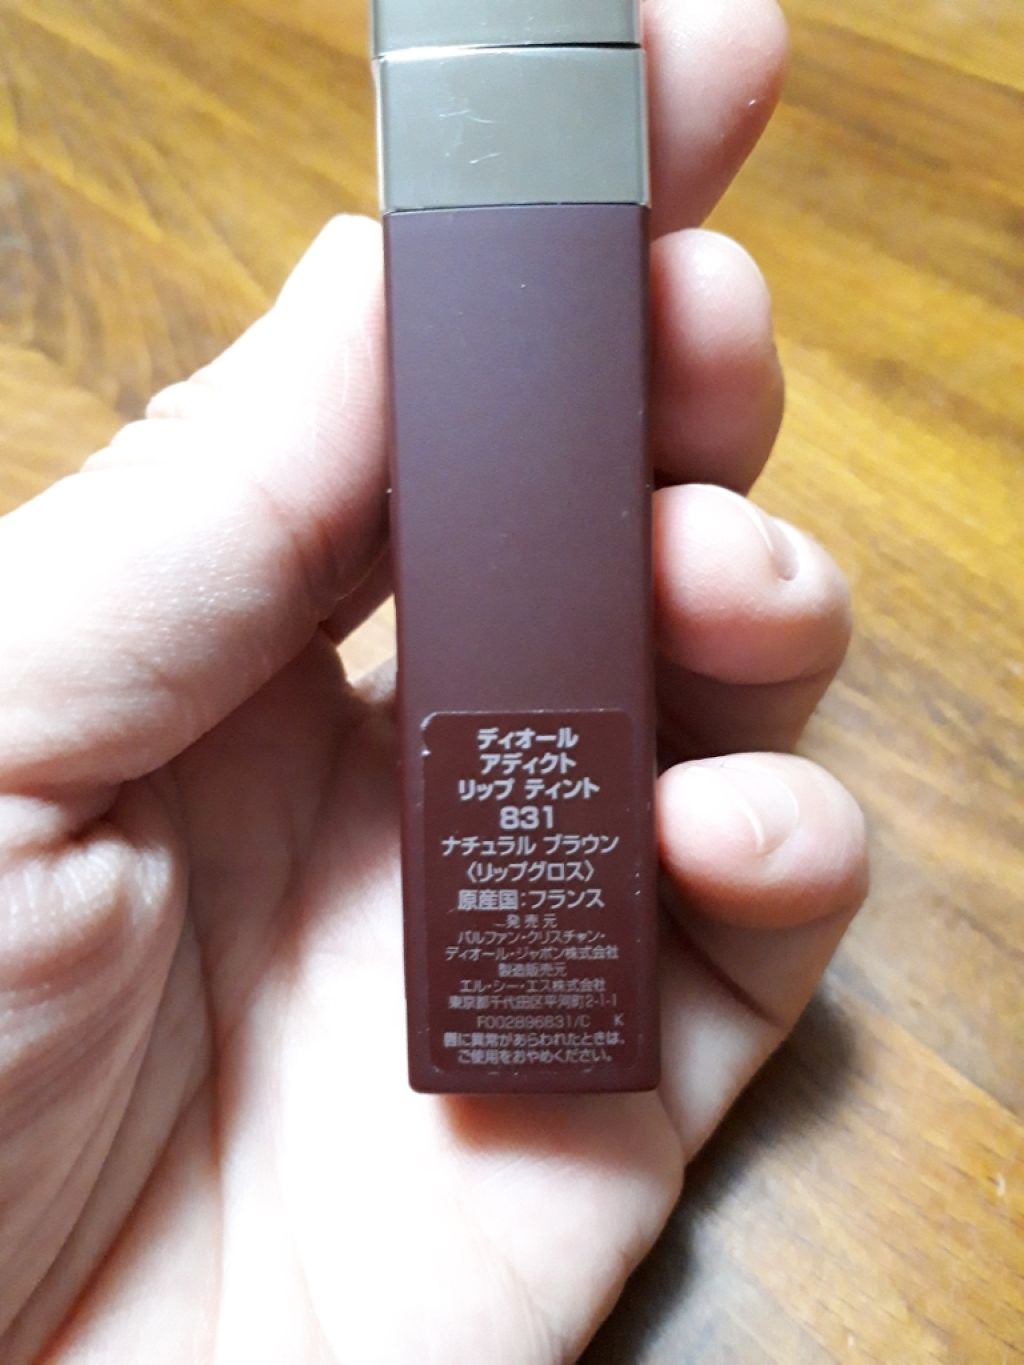 ディオール
アディクト
リップ ティント
831
ナチュラル ブラウン
〈リップグロス〉
原産国：フランス
発売元
パルファン・クリスチャン・
ディオール・ジャポン株式会社
製造販売元
エル・シー・エス株式会社
東京都千代田区平河町2-1-1
F002896831/C K
唇に異常があらわれたときは、
ご使用をおやめください。